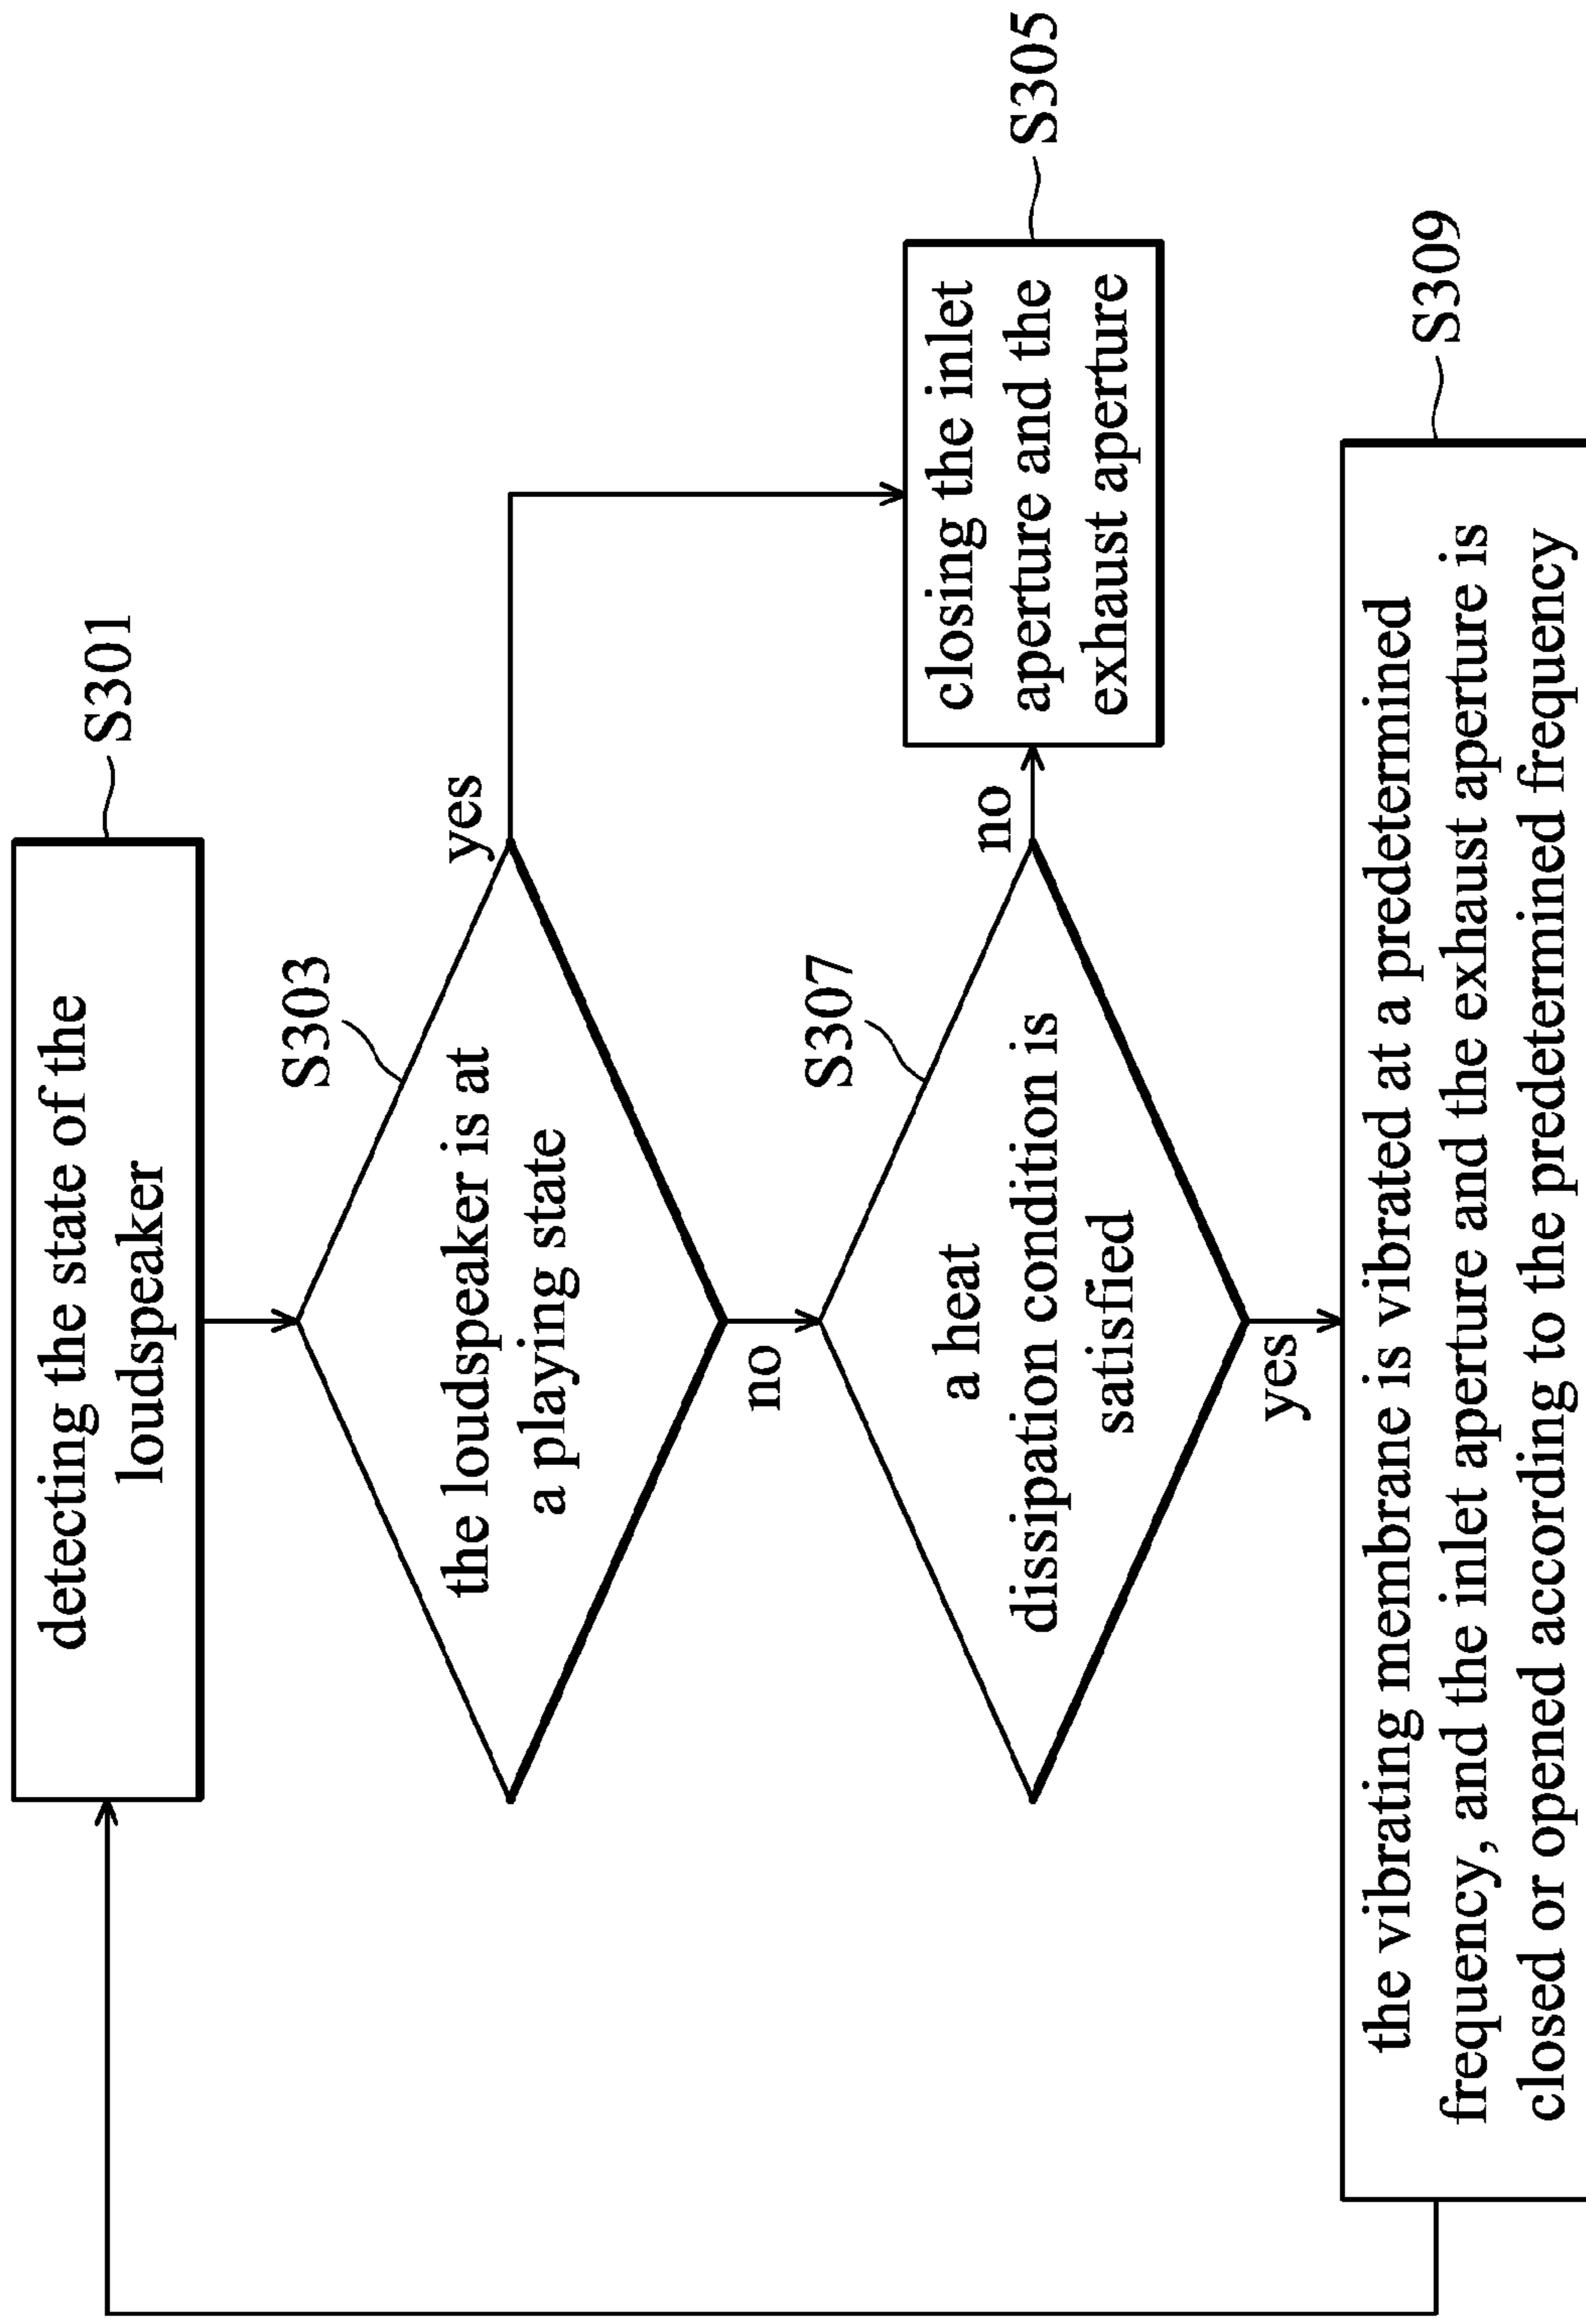 detecting the state of the
loudspeaker
S301
S303
the loudspeaker is at
a playing state
yes
no
S307
a heat
dissipation condition is
satisfied
no
yes
closing the inlet
aperture and the
exhaust aperture
S305
the vibrating membrane is vibrated at a predetermined
frequency, and the inlet aperture and the exhaust aperture is
closed or opened according to the predetermined frequency
S309